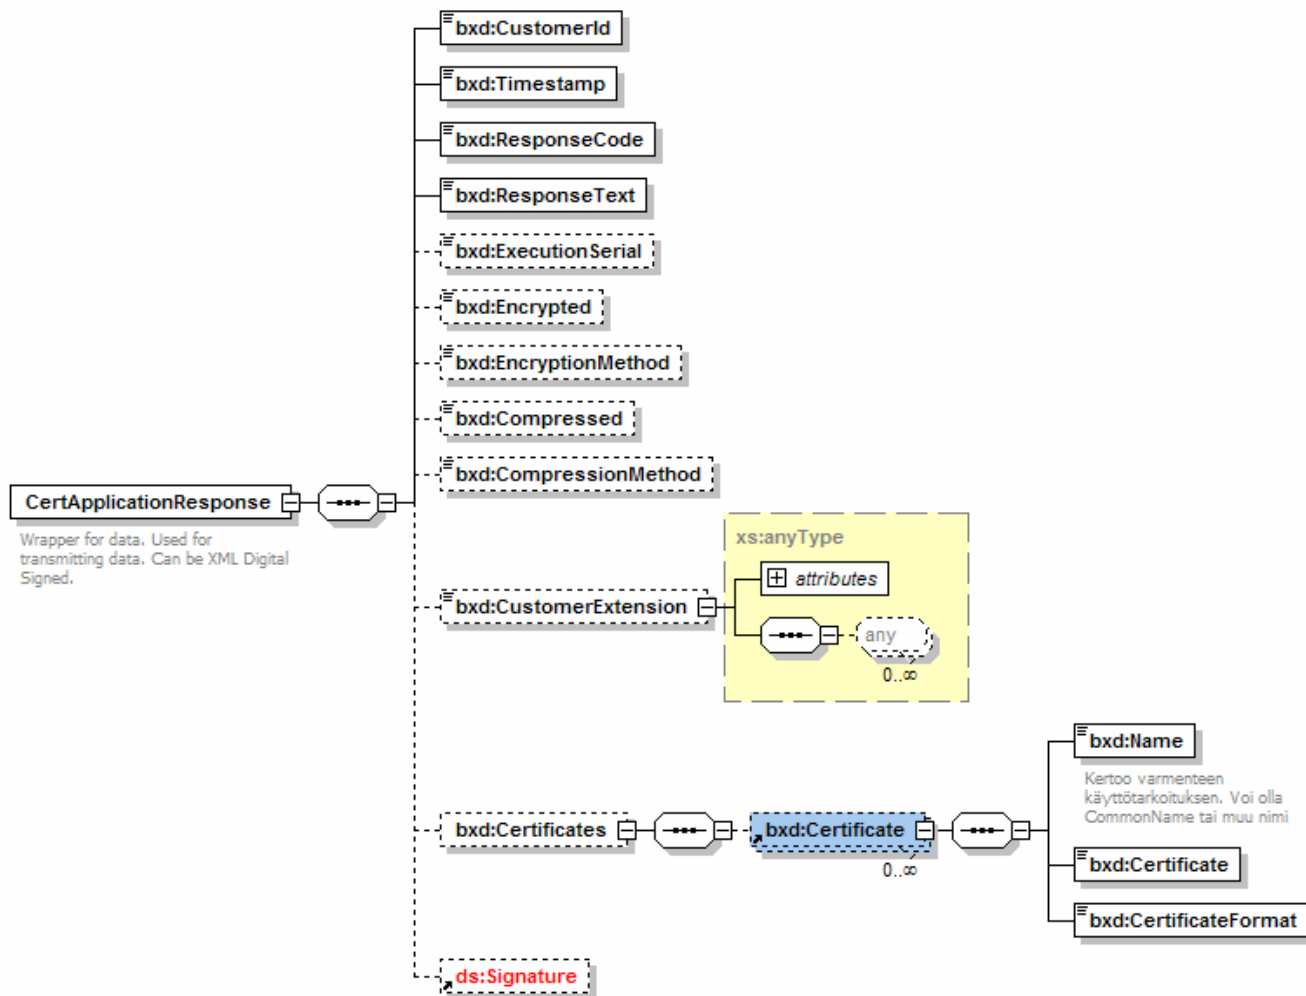 bxd:CustomerId
bxd:Timestamp
bxd:ResponseCode
bxd:ResponseText
bxd:ExecutionSerial
bxd:Encrypted
bxd:EncryptionMethod
bxd:Compressed
bxd:CompressionMethod
CertApplicationResponse
Wrapper for data. Used for
transmitting data. Can be XML Digital
Signed.
xs:anyType
attributes
bxd:CustomerExtension
any
0..∞
bxd:Name
Kertoo varmenteen
käyttötarkoituksen. Voi olla
CommonName tai muu nimi
bxd:Certificates
bxd:Certificate
0..∞
bxd:Certificate
bxd:CertificateFormat
ds:Signature